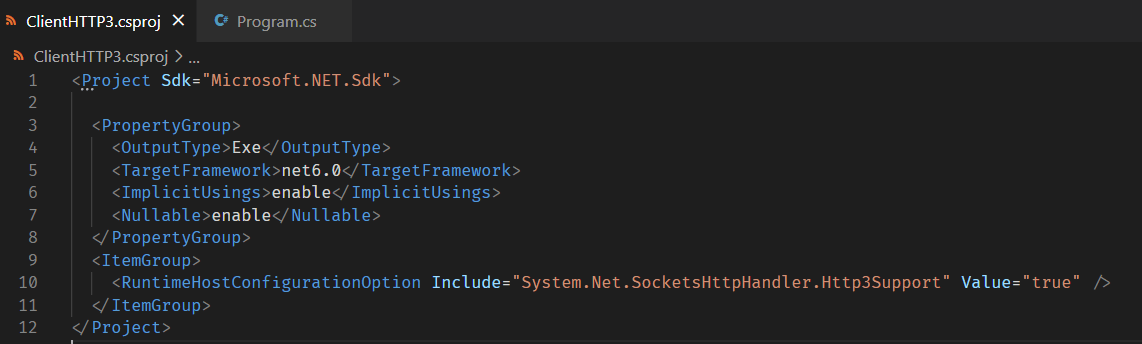 ClientHTTP3.csproj × C# Program.cs
ClientHTTP3.csproj > ...
1 <Project Sdk="Microsoft.NET.Sdk">
2
3 <PropertyGroup>
4 <OutputType>Exe</OutputType>
5 <TargetFramework>net6.0</TargetFramework>
6 <ImplicitUsings>enable</ImplicitUsings>
7 <Nullable>enable</Nullable>
8 </PropertyGroup>
9 <ItemGroup>
10 <RuntimeHostConfigurationOption Include="System.Net.SocketsHttpHandler.Http3Support" Value="true" />
11 </ItemGroup>
12 </Project>